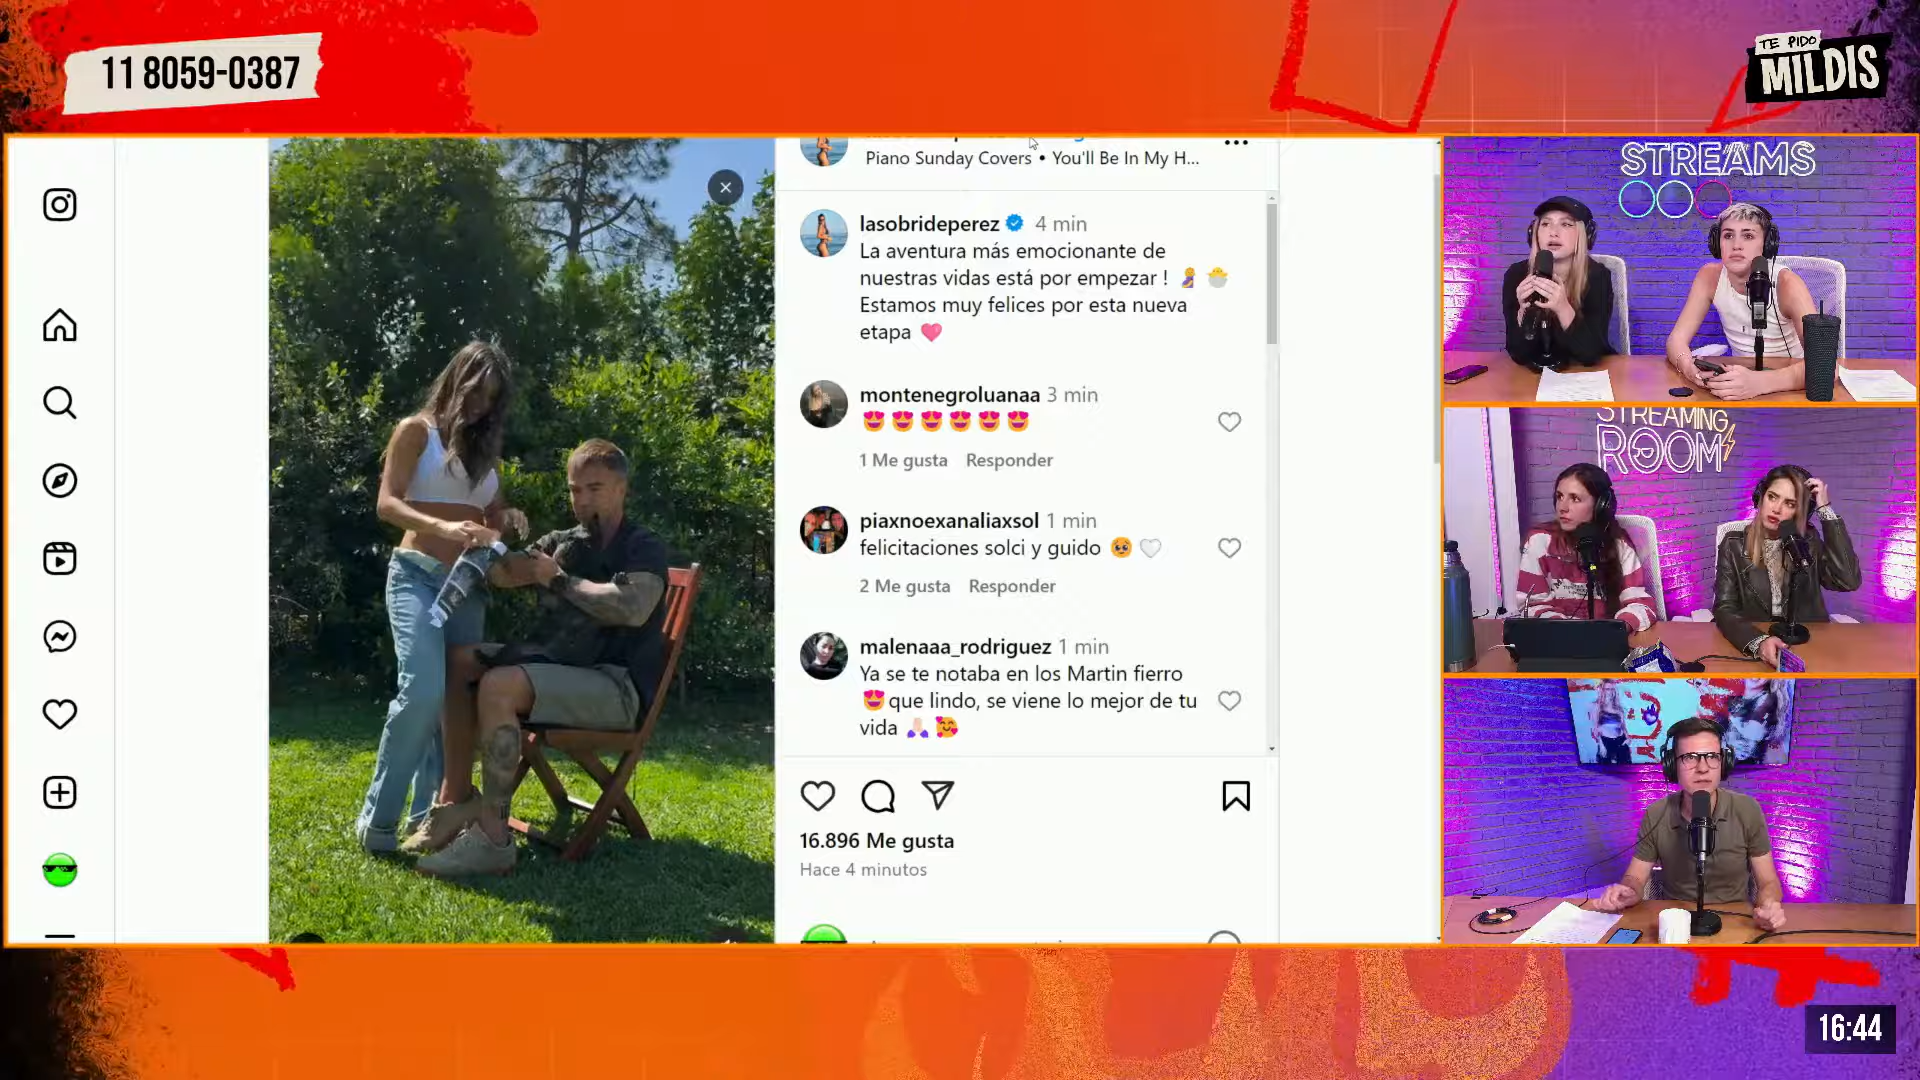 11 8059-0387
TE PIDO
MILDIS
Piano Sunday Covers • You'll Be In My H...
lasobrideperez 4 min
La aventura más emocionante de
nuestras vidas está por empezar ! 🤰 🐣
Estamos muy felices por esta nueva
etapa 💗
montenegroluanaa 3 min
😍😍😍😍😍😍
1 Me gusta Responder
piaxnoexanaliaxsol 1 min
felicitaciones solci y guido 🥹🤍
2 Me gusta Responder
malenaaa_rodriguez 1 min
Ya se te notaba en los Martin fierro
😍que lindo, se viene lo mejor de tu
vida 🙏🏻🥰
16.896 Me gusta
Hace 4 minutos
STREAMS
STREAMING
ROOM
16:44